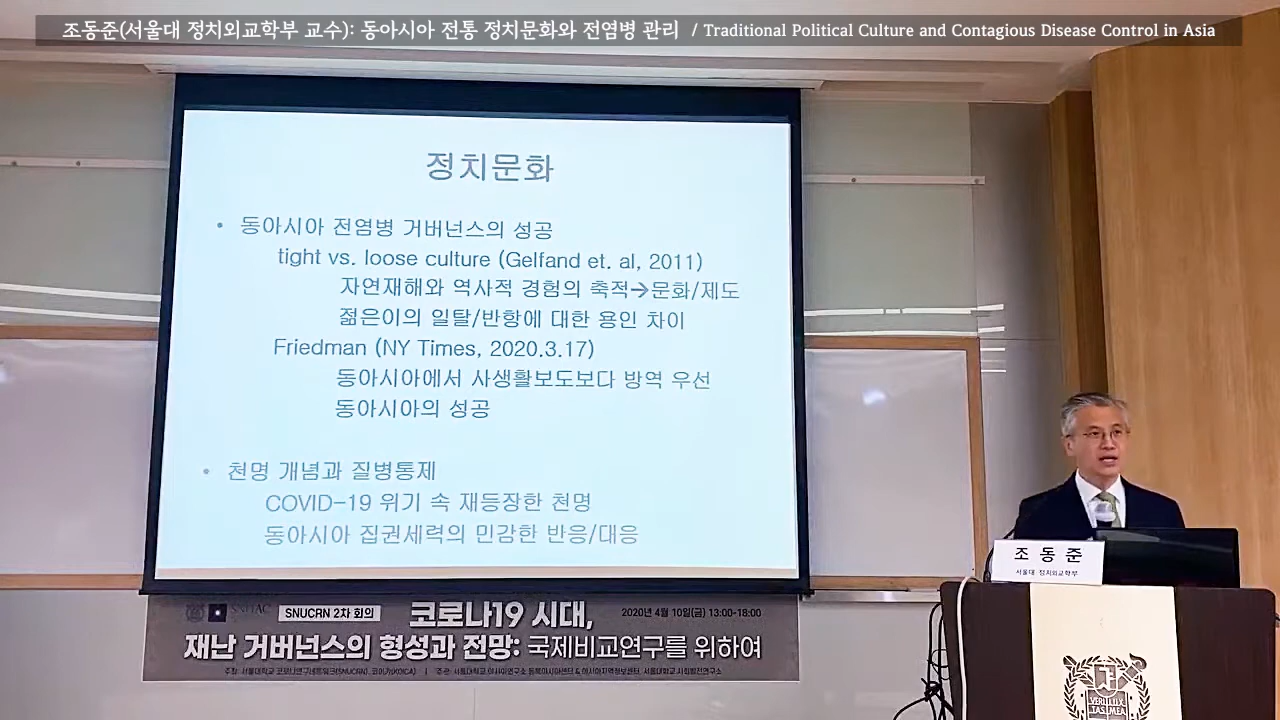 조동준(서울대 정치외교학부 교수): 동아시아 전통 정치문화와 전염병 관리 / Traditional Political Culture and Contagious Disease Control in Asia
정치문화
• 동아시아 전염병 거버넌스의 성공
tight vs. loose culture (Gelfand et. al, 2011)
자연재해와 역사적 경험의 축적→문화/제도
젊은이의 일탈/반항에 대한 용인 차이
Friedman (NY Times, 2020.3.17)
동아시아에서 사생활보도보다 방역 우선
동아시아의 성공
• 천명 개념과 질병통제
COVID-19 위기 속 재등장한 천명
동아시아 집권세력의 민감한 반응/대응
SNUCRN 2차 회의
코로나19 시대,
2020년 4월 10일(금) 13:00-18:00
재난 거버넌스의 형성과 전망: 국제비교연구를 위하여
조동준
서울대 정치외교학부